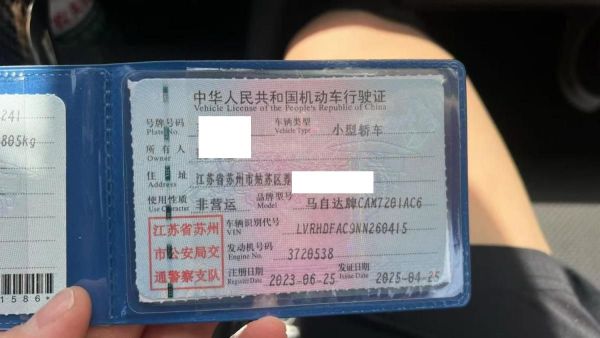 241
805kg
1586*
中华人民共和国机动车行驶证
Vehicle License of the People's Republic of China
号牌号码
Plate No.
车辆类型
Vehicle Type
小型轿车
所有人
Owner
住址
Address
江苏省苏州市姑苏区
使用性质
Use Character
非营运
品牌型号
Model
马自达牌CAM7201AC6
江苏省苏州
市公安局交
通警察支队
车辆识别代号
VIN
LVRHDFAC9NN260415
发动机号码
Engine No.
3720538
注册日期
Register Date
2023-06-25
发证日期
Issue Date
2025-04-25